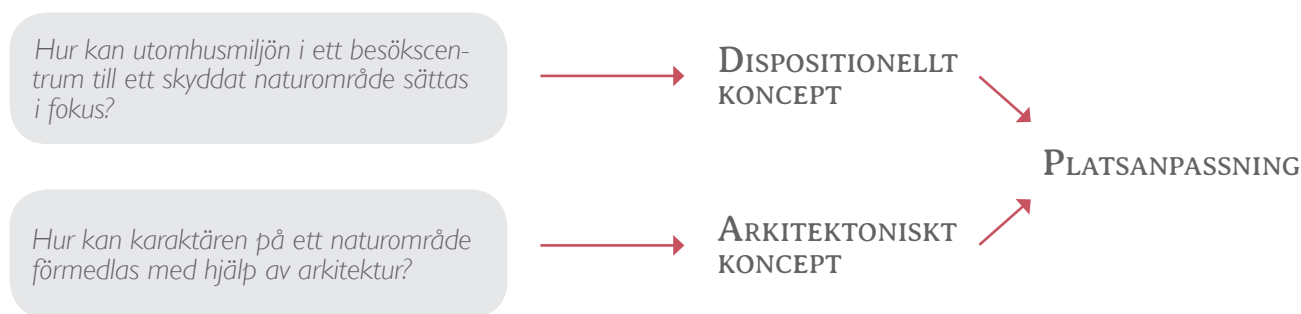 Hur kan utomhusmiljön i ett besökscen-
trum till ett skyddat naturområde sättas
i fokus?
DISPOSITIONELLT
KONCEPT
PLATSANPASSNING
Hur kan karaktären på ett naturområde
förmedlas med hjälp av arkitektur?
ARKITEKTONISKT
KONCEPT